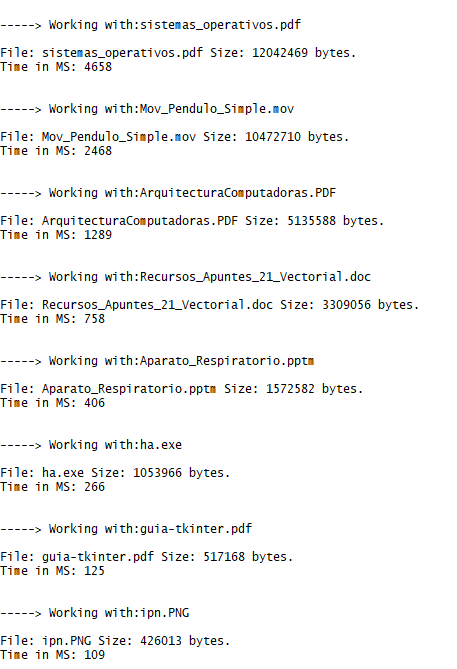 -----> Working with:sistemas_operativos.pdf
File: sistemas_operativos.pdf Size: 12042469 bytes.
Time in MS: 4658
-----> Working with:Mov_Pendulo_Simple.mov
File: Mov_Pendulo_Simple.mov Size: 10472710 bytes.
Time in MS: 2468
-----> Working with:ArquitecturaComputadoras.PDF
File: ArquitecturaComputadoras.PDF Size: 5135588 bytes.
Time in MS: 1289
-----> Working with:Recursos_Apuntes_21_Vectorial.doc
File: Recursos_Apuntes_21_Vectorial.doc Size: 3309056 bytes.
Time in MS: 758
-----> Working with:Aparato_Respiratorio.pptm
File: Aparato_Respiratorio.pptm Size: 1572582 bytes.
Time in MS: 406
-----> Working with:ha.exe
File: ha.exe Size: 1053966 bytes.
Time in MS: 266
-----> Working with:guia-tkinter.pdf
File: guia-tkinter.pdf Size: 517168 bytes.
Time in MS: 125
-----> Working with:ipn.PNG
File: ipn.PNG Size: 426013 bytes.
Time in MS: 109